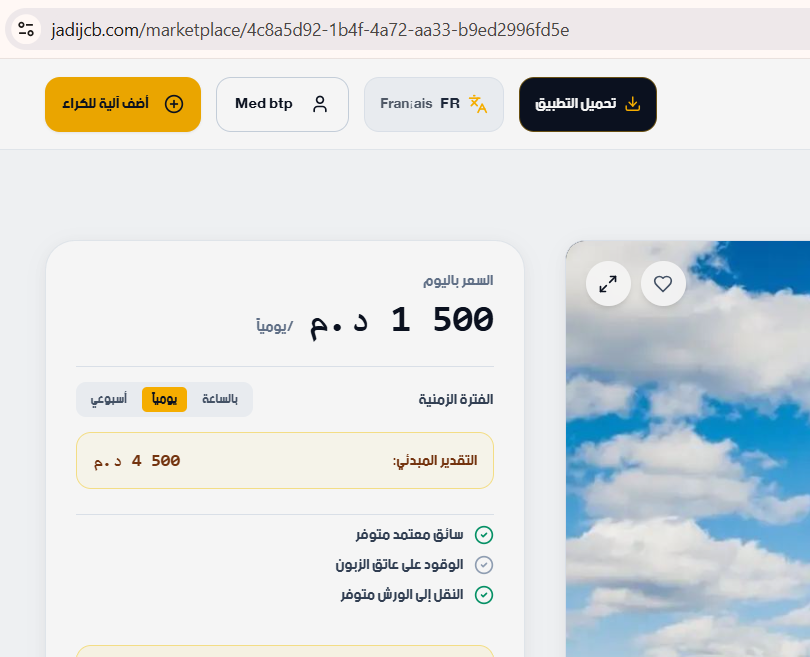 jadijcb.com/marketplace/4c8a5d92-1b4f-4a72-aa33-b9ed2996fd5e
تحميل التطبيق
Français FR
Med btp
أضف آلية للكراء
السعر باليوم
1 500 د.م /يومياً
الفترة الزمنية
بالساعة يومياً أسبوعي
التقدير المبدئي:
4 500 د.م
سائق معتمد متوفر
الوقود على عاتق الزبون
النقل إلى الورش متوفر